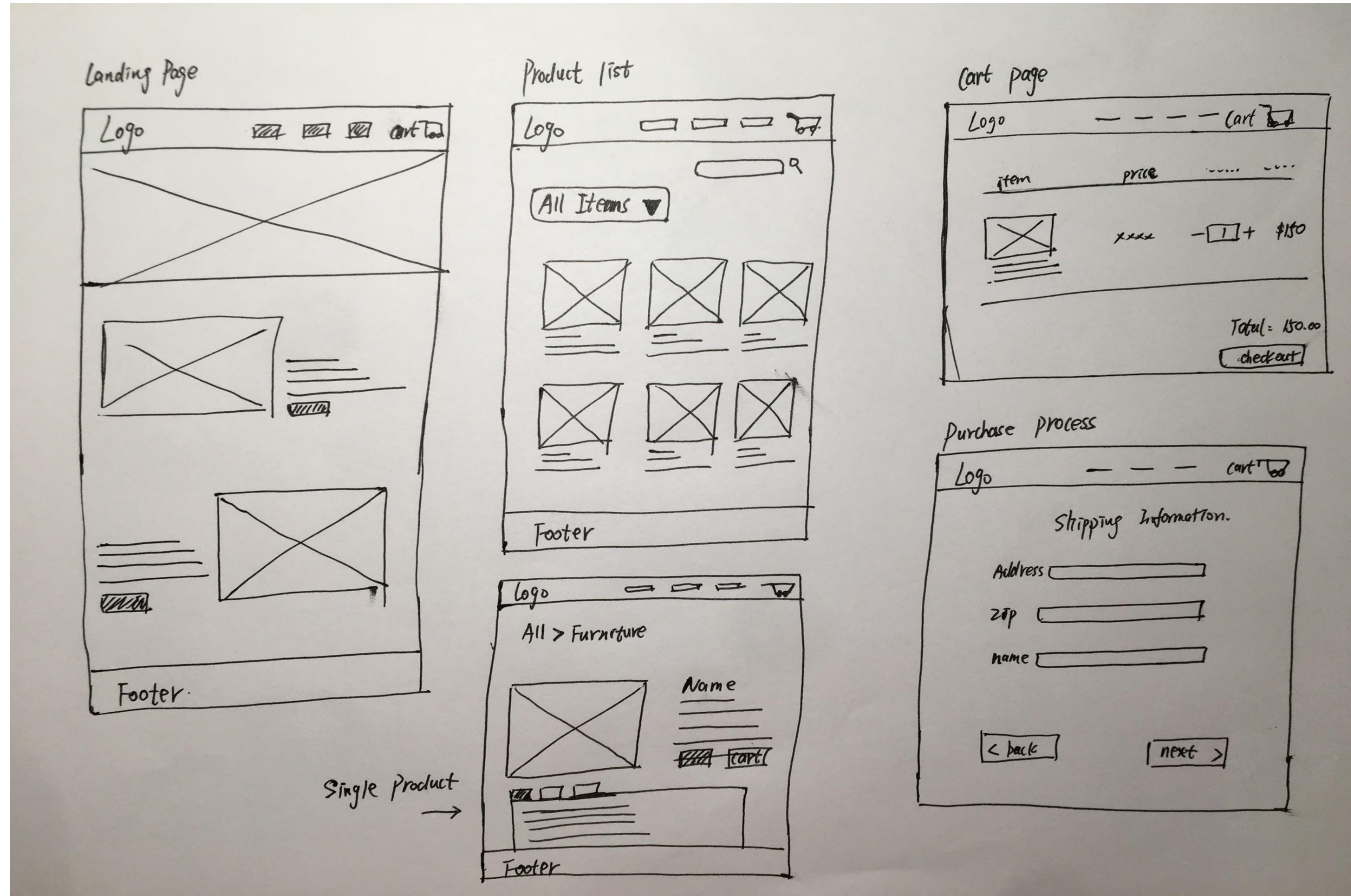 Landing Page
Logo
cart
Footer.
Product list
Logo
All Items
Footer
Single Product
Logo
All > Furniture
Name
cart
Footer
Cart page
Logo
Cart
item price
xxxx - 1 + $150
Total = 150.00
checkout
Purchase process
Logo
cart
Shipping Information.
Address
Zip
name
< back
next >